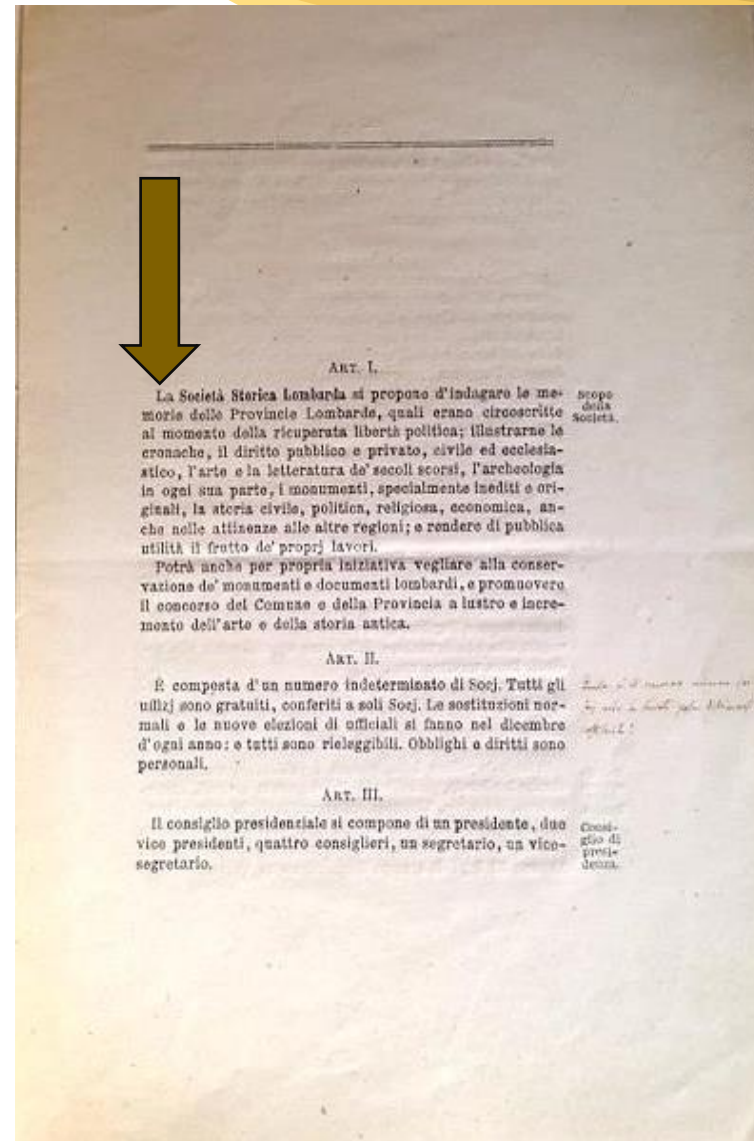 ART. I.
La Società Storica Lombarda si propone d'indagare le me-
morie delle Provincie Lombarde, quali erano circoscritte
al momento della ricuperata libertà politica; illustrarne le
cronache, il diritto pubblico e privato, civile ed ecclesia-
stico, l'arte e la letteratura de' secoli scorsi, l'archeologia
in ogni sua parte, i monumenti, specialmente inediti e ori-
ginali, la storia civile, politica, religiosa, economica, an-
che nelle attinenze alle altre regioni; e rendere di pubblica
utilità il frutto de' proprj lavori.
Scopo
della
Società.
Potrà anche per propria iniziativa vegliare alla conser-
vazione de' monumenti e documenti lombardi, e promuovere
il concorso del Comune e della Provincia a lustro e incre-
mento dell'arte e della storia antica.
ART. II.
È composta d'un numero indeterminato di Socj. Tutti gli
uffizj sono gratuiti, conferiti a soli Socj. Le sostituzioni nor-
mali e le nuove elezioni di officiali si fanno nel dicembre
d'ogni anno; e tutti sono rieleggibili. Obblighi e diritti sono
personali.
ART. III.
Il consiglio presidenziale si compone di un presidente, due
vice presidenti, quattro consiglieri, un segretario, un vice-
segretario.
Consi-
glio di
presi-
denza.